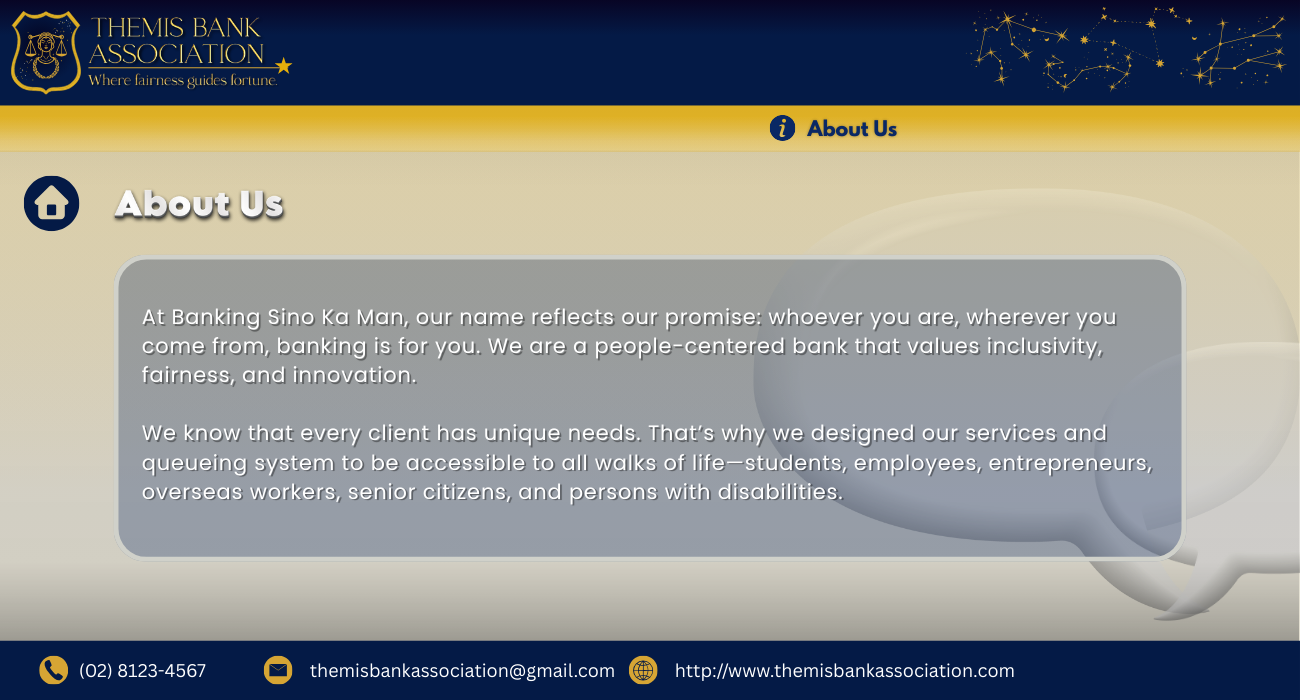 THEMIS BANK
ASSOCIATION
Where fairness guides fortune.
About Us
About Us
At Banking Sino Ka Man, our name reflects our promise: whoever you are, wherever you
come from, banking is for you. We are a people-centered bank that values inclusivity,
fairness, and innovation.
We know that every client has unique needs. That’s why we designed our services and
queueing system to be accessible to all walks of life—students, employees, entrepreneurs,
overseas workers, senior citizens, and persons with disabilities.
(02) 8123-4567 themisbankassociation@gmail.com http://www.themisbankassociation.com